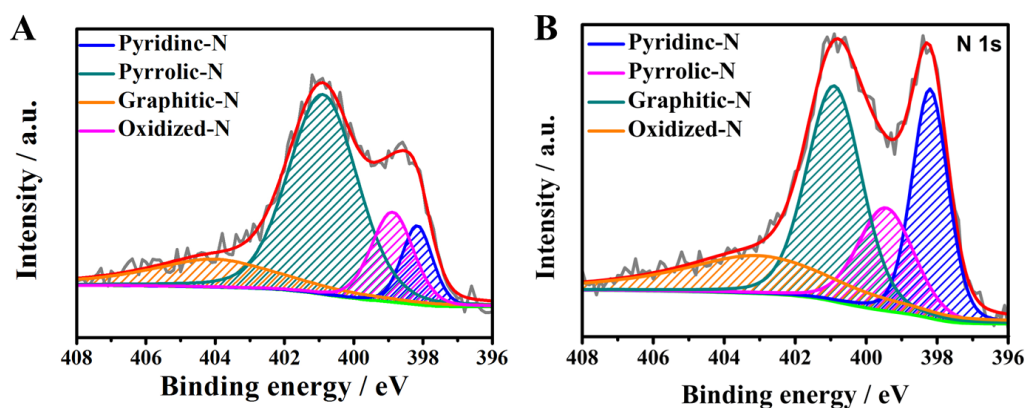 A
Pyridinc-N
Pyrrolic-N
Graphitic-N
Oxidized-N
Intensity / a.u.
408 406 404 402 400 398 396
Binding energy / eV
B
N 1s
Pyridinc-N
Pyrrolic-N
Graphitic-N
Oxidized-N
Intensity / a.u.
408 406 404 402 400 398 396
Binding energy / eV